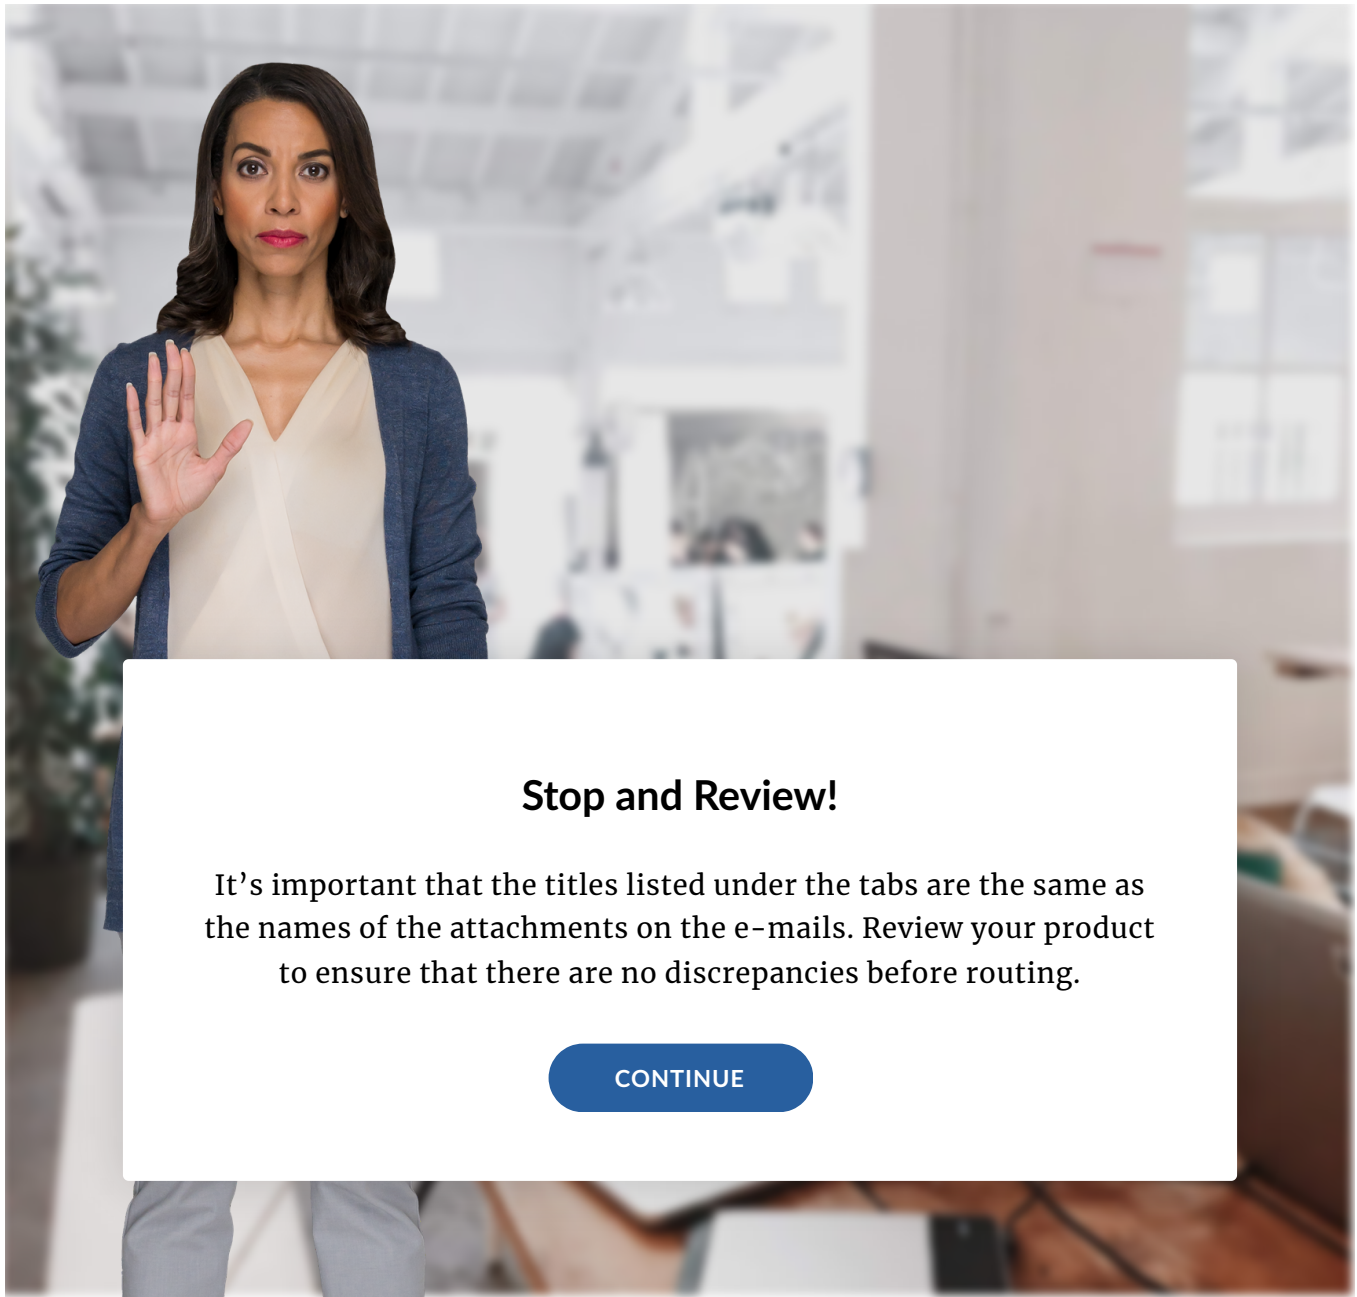 Stop and Review!
It’s important that the titles listed under the tabs are the same as
the names of the attachments on the e-mails. Review your product
to ensure that there are no discrepancies before routing.
CONTINUE